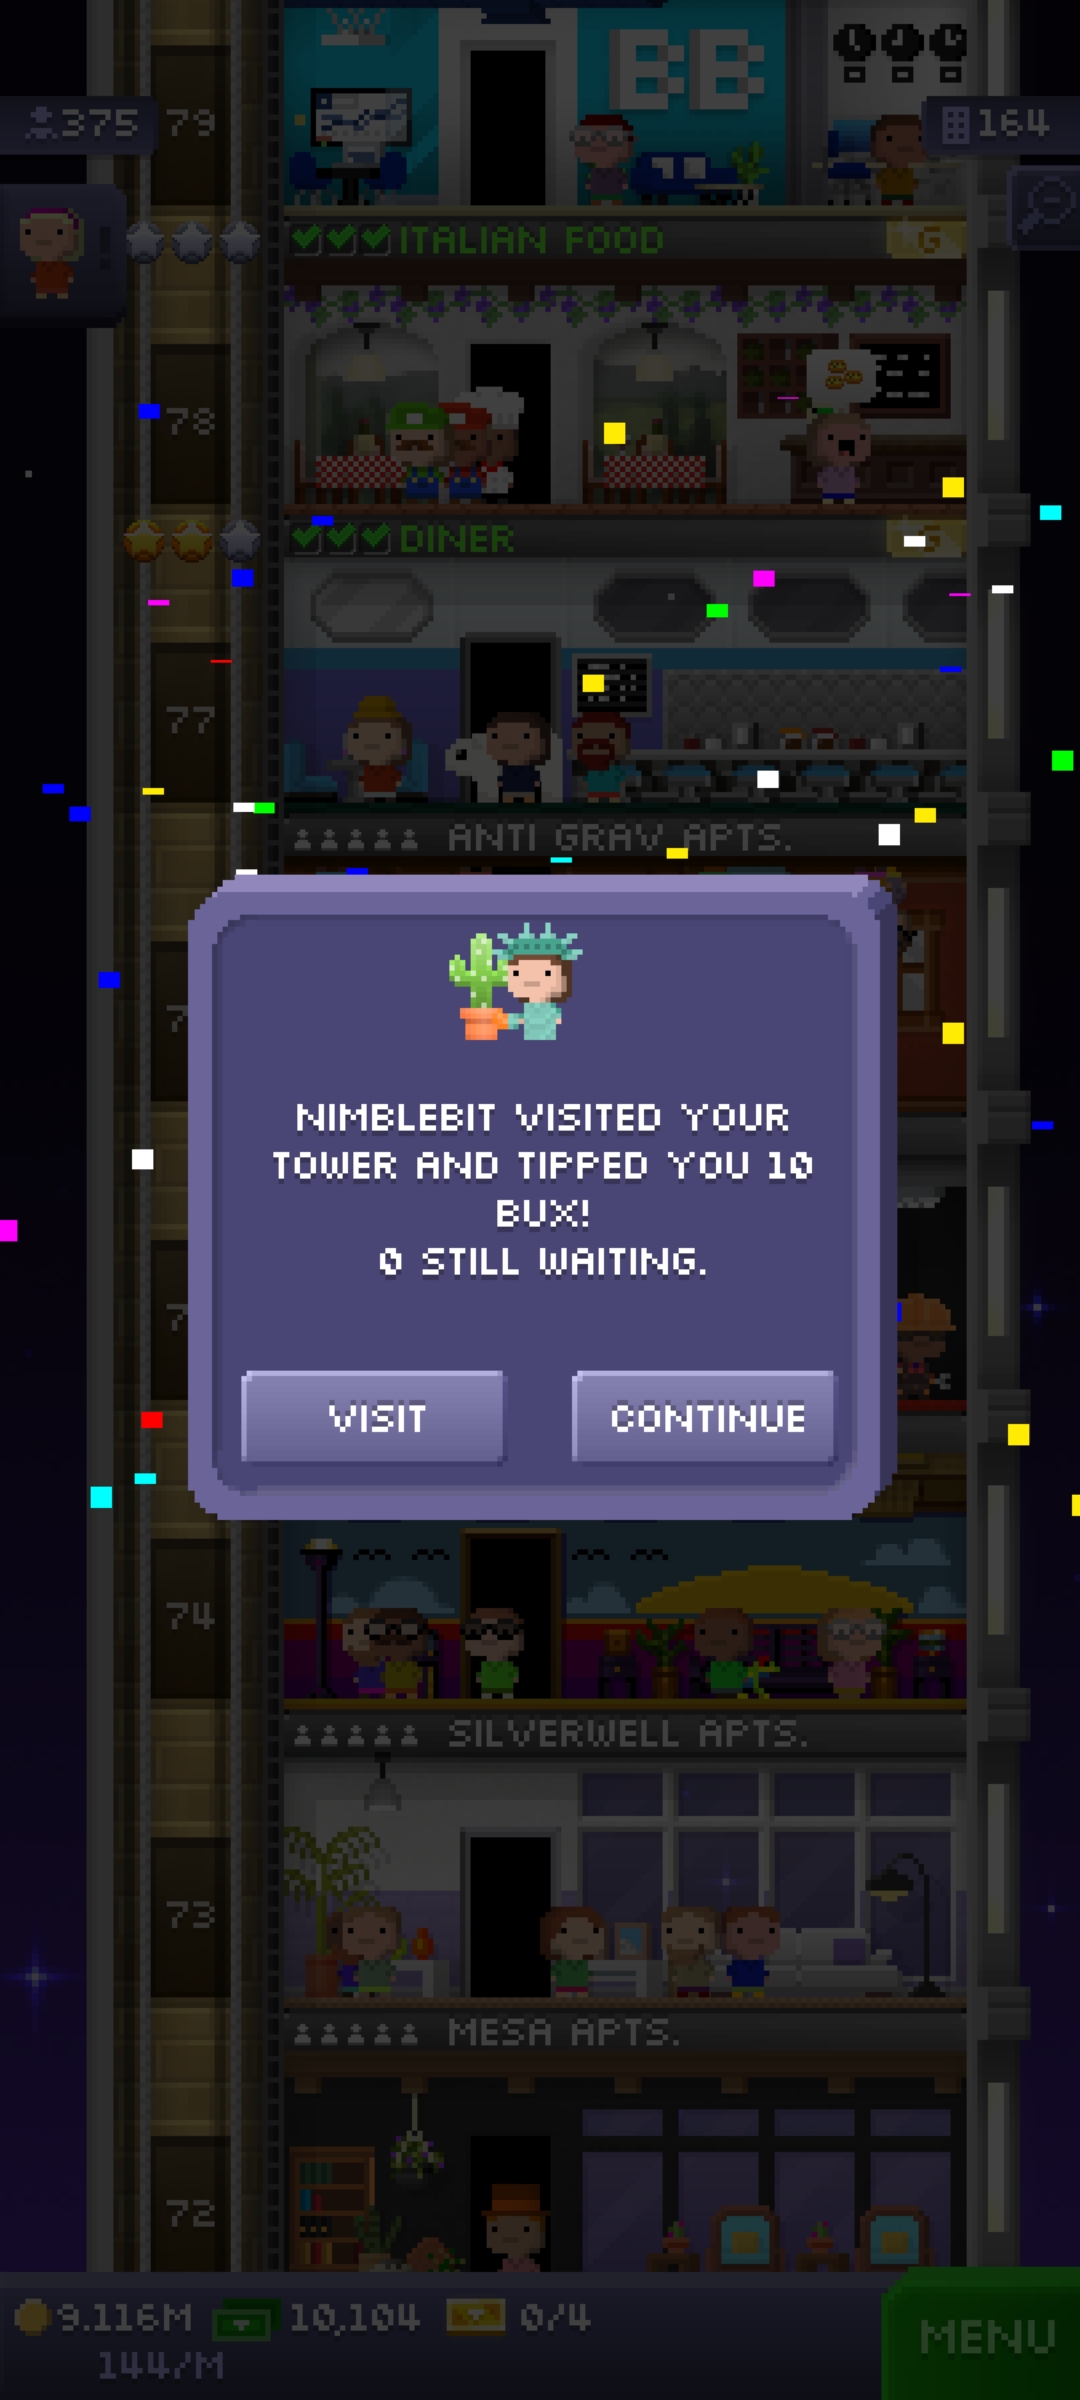 BB
375
79
164
ITALIAN FOOD
G
78
DINER
G
77
ANTI GRAV APTS.
NIMBLEBIT VISITED YOUR
TOWER AND TIPPED YOU 10
BUX!
0 STILL WAITING.
VISIT
CONTINUE
74
SILVERWELL APTS.
73
MESA APTS.
72
9.116M
10,104
0/4
MENU
144/M